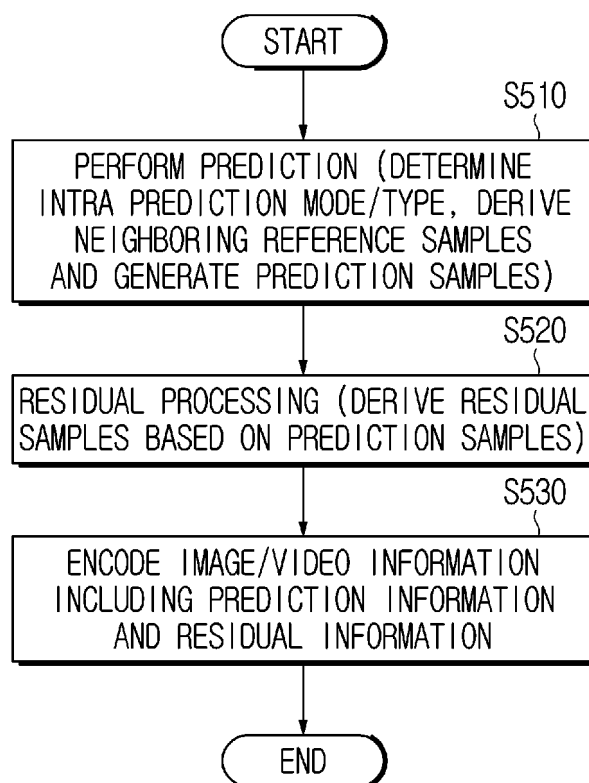 START
S510
PERFORM PREDICTION (DETERMINE
INTRA PREDICTION MODE/TYPE, DERIVE
NEIGHBORING REFERENCE SAMPLES
AND GENERATE PREDICTION SAMPLES)
S520
RESIDUAL PROCESSING (DERIVE RESIDUAL
SAMPLES BASED ON PREDICTION SAMPLES)
S530
ENCODE IMAGE/VIDEO INFORMATION
INCLUDING PREDICTION INFORMATION
AND RESIDUAL INFORMATION
END